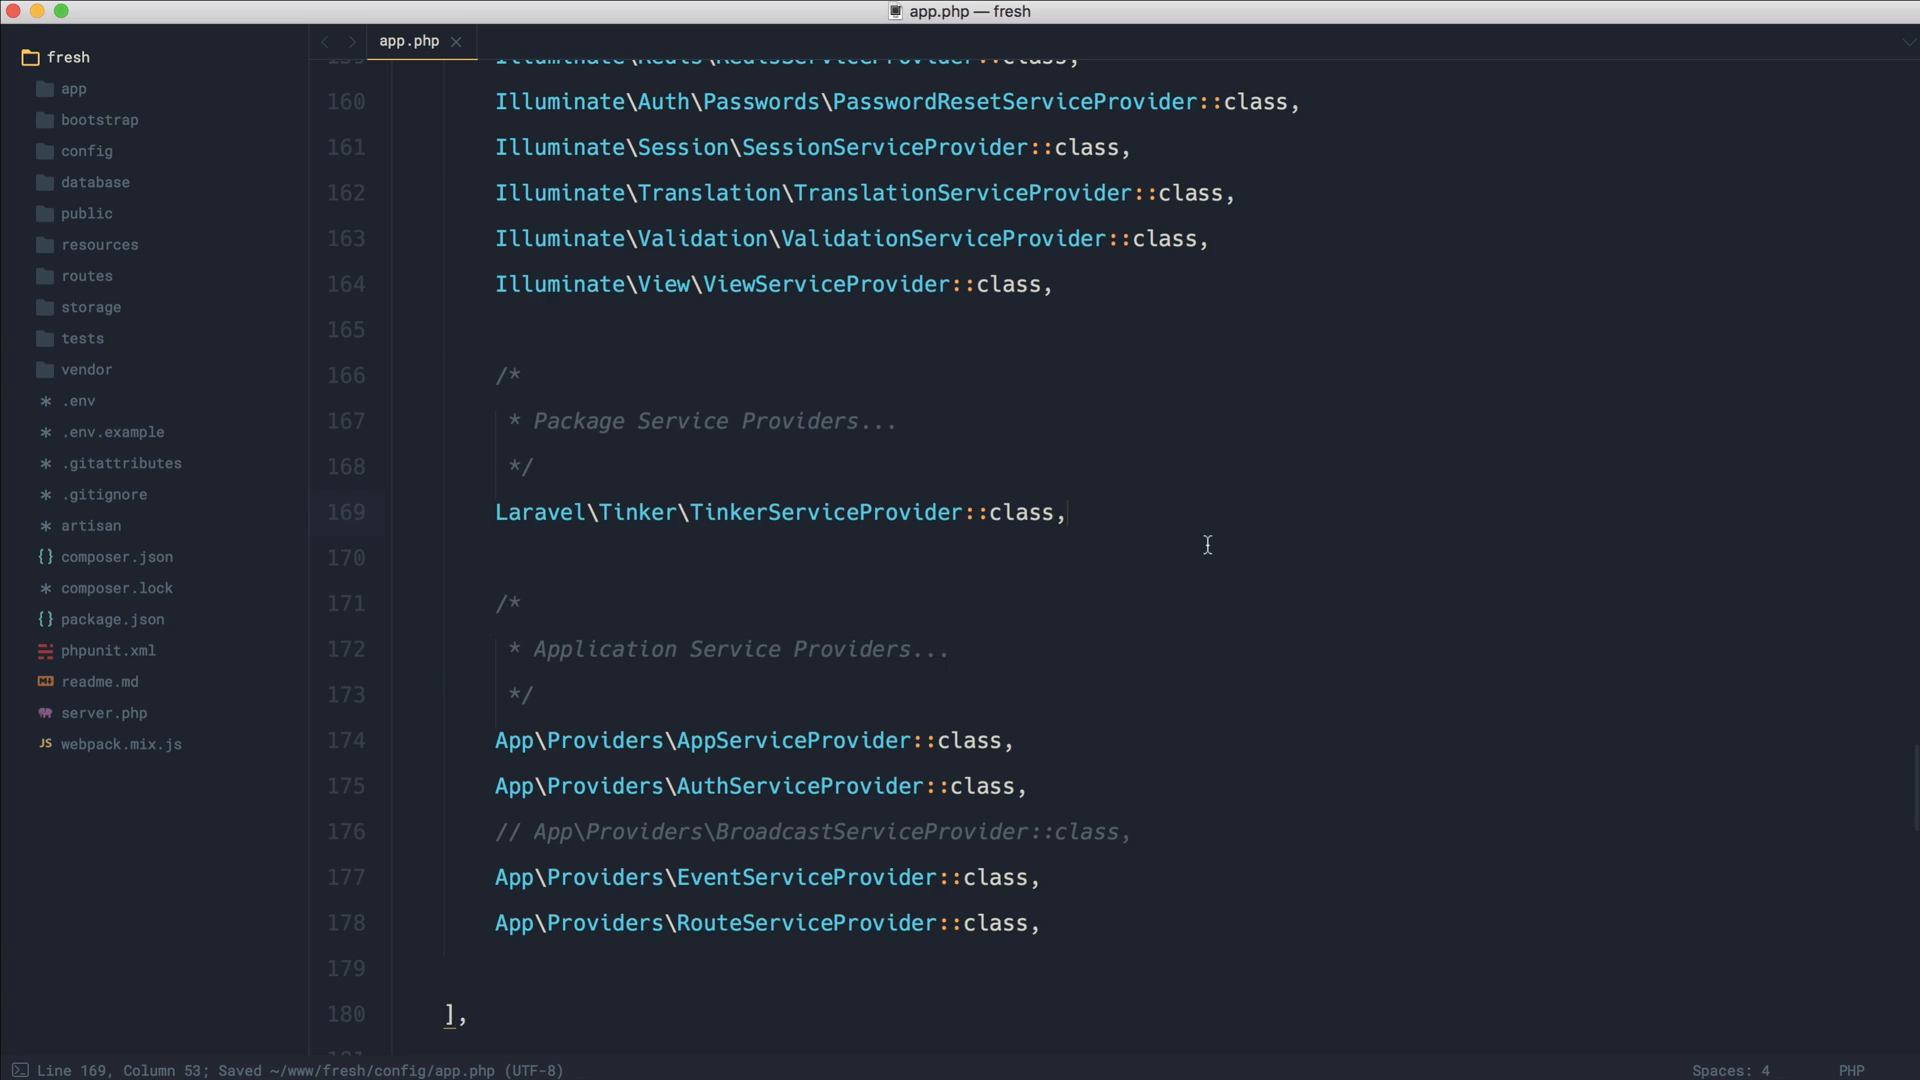 app.php — fresh
fresh
app
bootstrap
config
database
public
resources
routes
storage
tests
vendor
.env
.env.example
.gitattributes
.gitignore
artisan
composer.json
composer.lock
package.json
phpunit.xml
readme.md
server.php
JS webpack.mix.js
app.php
159 Illuminate\Redis\RedisServiceProvider::class,
160 Illuminate\Auth\Passwords\PasswordResetServiceProvider::class,
161 Illuminate\Session\SessionServiceProvider::class,
162 Illuminate\Translation\TranslationServiceProvider::class,
163 Illuminate\Validation\ValidationServiceProvider::class,
164 Illuminate\View\ViewServiceProvider::class,
165
166 /*
167 * Package Service Providers...
168 */
169 Laravel\Tinker\TinkerServiceProvider::class,
170
171 /*
172 * Application Service Providers...
173 */
174 App\Providers\AppServiceProvider::class,
175 App\Providers\AuthServiceProvider::class,
176 // App\Providers\BroadcastServiceProvider::class,
177 App\Providers\EventServiceProvider::class,
178 App\Providers\RouteServiceProvider::class,
179
180 ],
Line 169, Column 53; Saved ~/www/fresh/config/app.php (UTF-8)
Spaces: 4
PHP